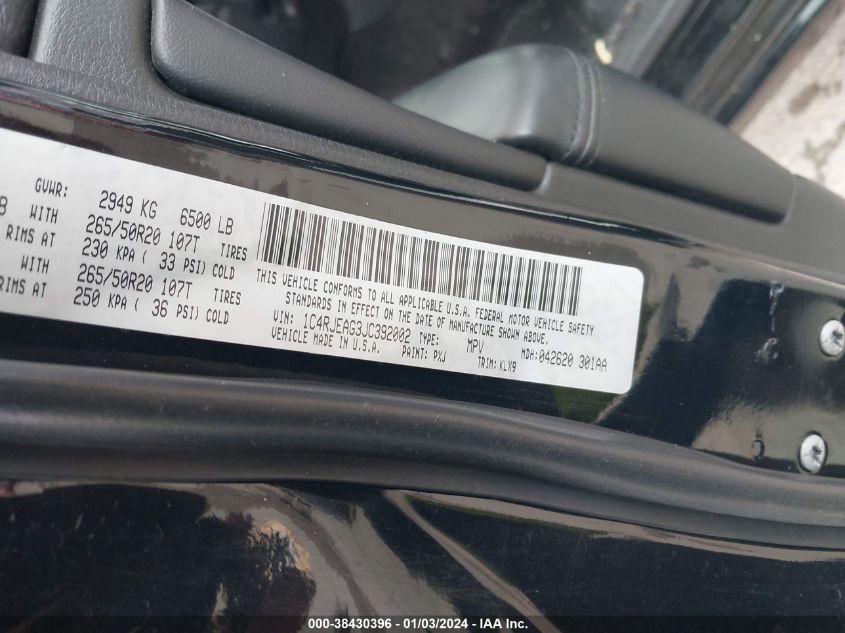 GVWR: 2949 KG 6500 LB
B WITH 265/50R20 107T TIRES
RIMS AT 230 KPA ( 33 PSI) COLD
WITH 265/50R20 107T TIRES
RIMS AT 250 KPA ( 36 PSI) COLD
THIS VEHICLE CONFORMS TO ALL APPLICABLE U.S.A. FEDERAL MOTOR VEHICLE SAFETY
STANDARDS IN EFFECT ON THE DATE OF MANUFACTURE SHOWN ABOVE.
VIN: 1C4RJEAG3JC392002 TYPE: MPV MDH: 042620 301AA
VEHICLE MADE IN U.S.A. PAINT: PXJ TRIM: KLX9
000-38430396 - 01/03/2024 - IAA Inc.